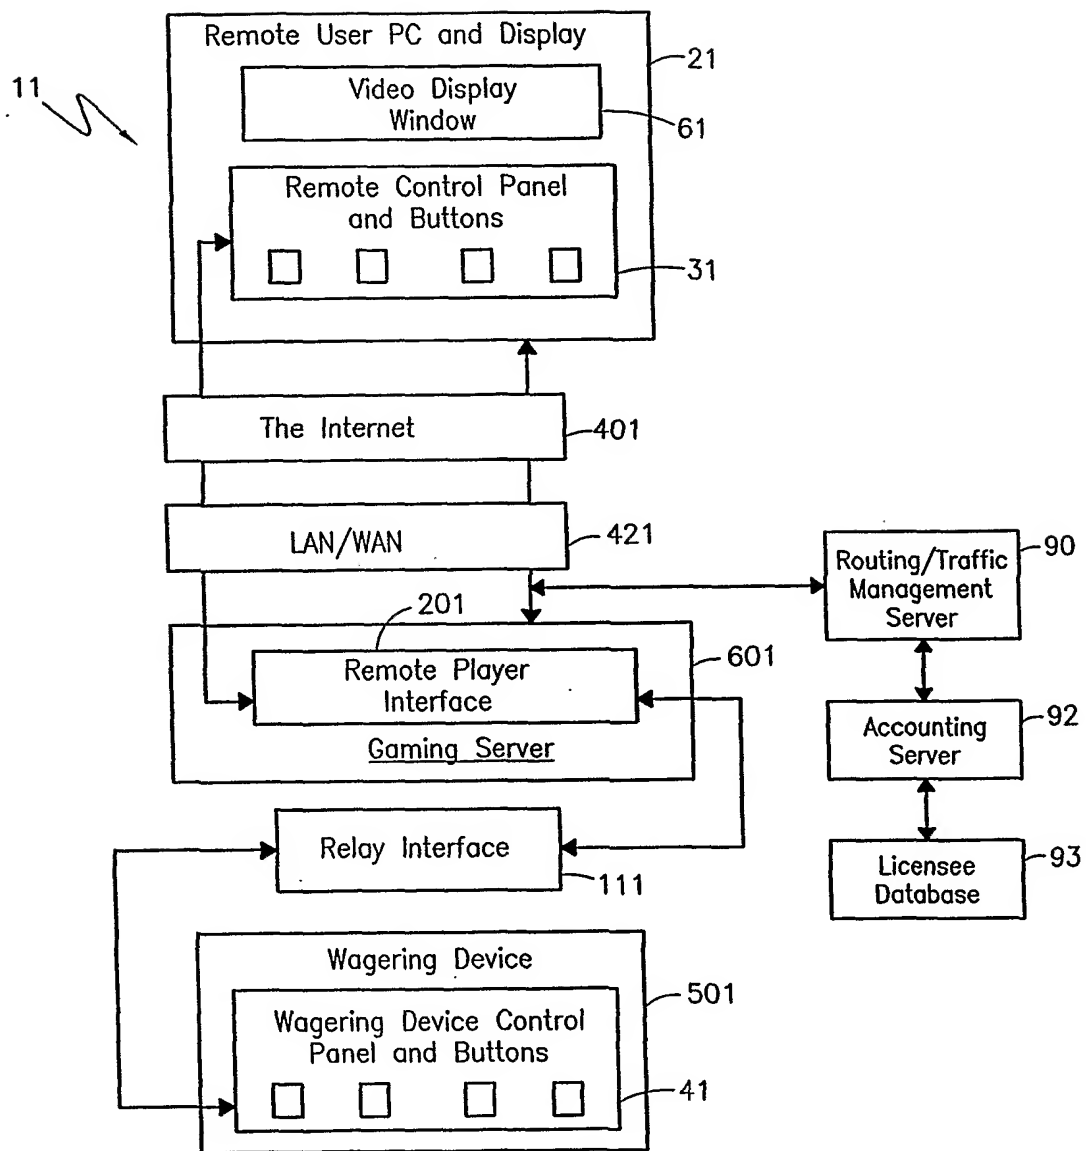 Remote User PC and Display
21
11
Video Display
Window
61
Remote Control Panel
and Buttons
31
The Internet
401
LAN/WAN
421
Routing/Traffic
Management
Server
90
201
Remote Player
Interface
601
Gaming Server
Accounting
Server
92
Relay Interface
111
Licensee
Database
93
Wagering Device
501
Wagering Device Control
Panel and Buttons
41